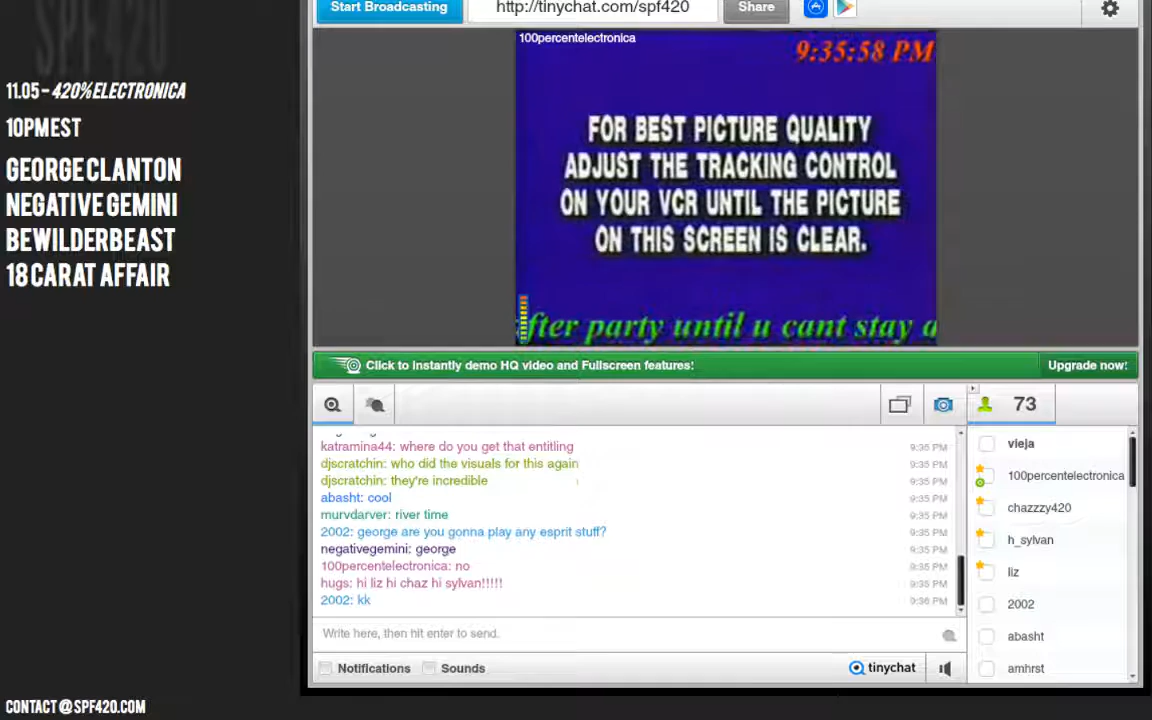 SPF420
11.05 – 420%ELECTRONICA
10PM EST
GEORGE CLANTON
NEGATIVE GEMINI
BEWILDERBEAST
18 CARAT AFFAIR
CONTACT@SPF420.COM
Start Broadcasting
http://tinychat.com/spf420
Share
100percentelectronica
9:35:58 PM
FOR BEST PICTURE QUALITY
ADJUST THE TRACKING CONTROL
ON YOUR VCR UNTIL THE PICTURE
ON THIS SCREEN IS CLEAR.
fter party until u cant stay a
Click to instantly demo HQ video and Fullscreen features!
Upgrade now!
73
katramina44: where do you get that entitling 9:35 PM
djscratchin: who did the visuals for this again 9:35 PM
djscratchin: they're incredible 9:35 PM
abasht: cool 9:35 PM
murvdarver: river time 9:35 PM
2002: george are you gonna play any esprit stuff? 9:35 PM
negativegemini: george 9:35 PM
100percentelectronica: no 9:35 PM
hugs: hi liz hi chaz hi sylvan!!!!! 9:35 PM
2002: kk 9:36 PM
Write here, then hit enter to send.
Notifications
Sounds
tinychat
vieja
100percentelectronica
chazzzy420
h_sylvan
liz
2002
abasht
amhrst